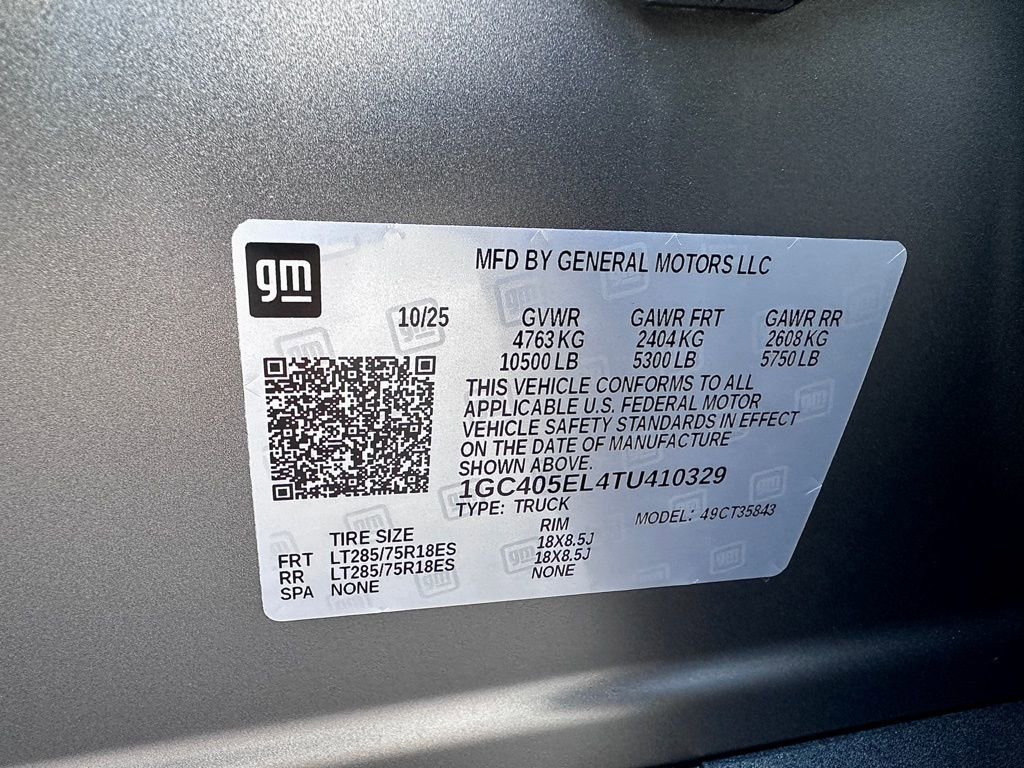 gm
MFD BY GENERAL MOTORS LLC
10/25 GVWR GAWR FRT GAWR RR
4763 KG 2404 KG 2608 KG
10500 LB 5300 LB 5750 LB
THIS VEHICLE CONFORMS TO ALL
APPLICABLE U.S. FEDERAL MOTOR
VEHICLE SAFETY STANDARDS IN EFFECT
ON THE DATE OF MANUFACTURE
SHOWN ABOVE.
1GC405EL4TU410329
TYPE: TRUCK MODEL: 49CT35843
TIRE SIZE RIM
FRT LT285/75R18ES 18X8.5J
RR LT285/75R18ES 18X8.5J
SPA NONE NONE